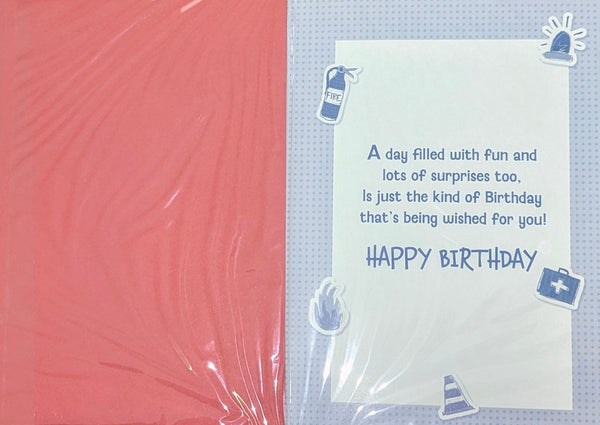 FIRE
A day filled with fun and
lots of surprises too,
Is just the kind of Birthday
that's being wished for you!
HAPPY BIRTHDAY